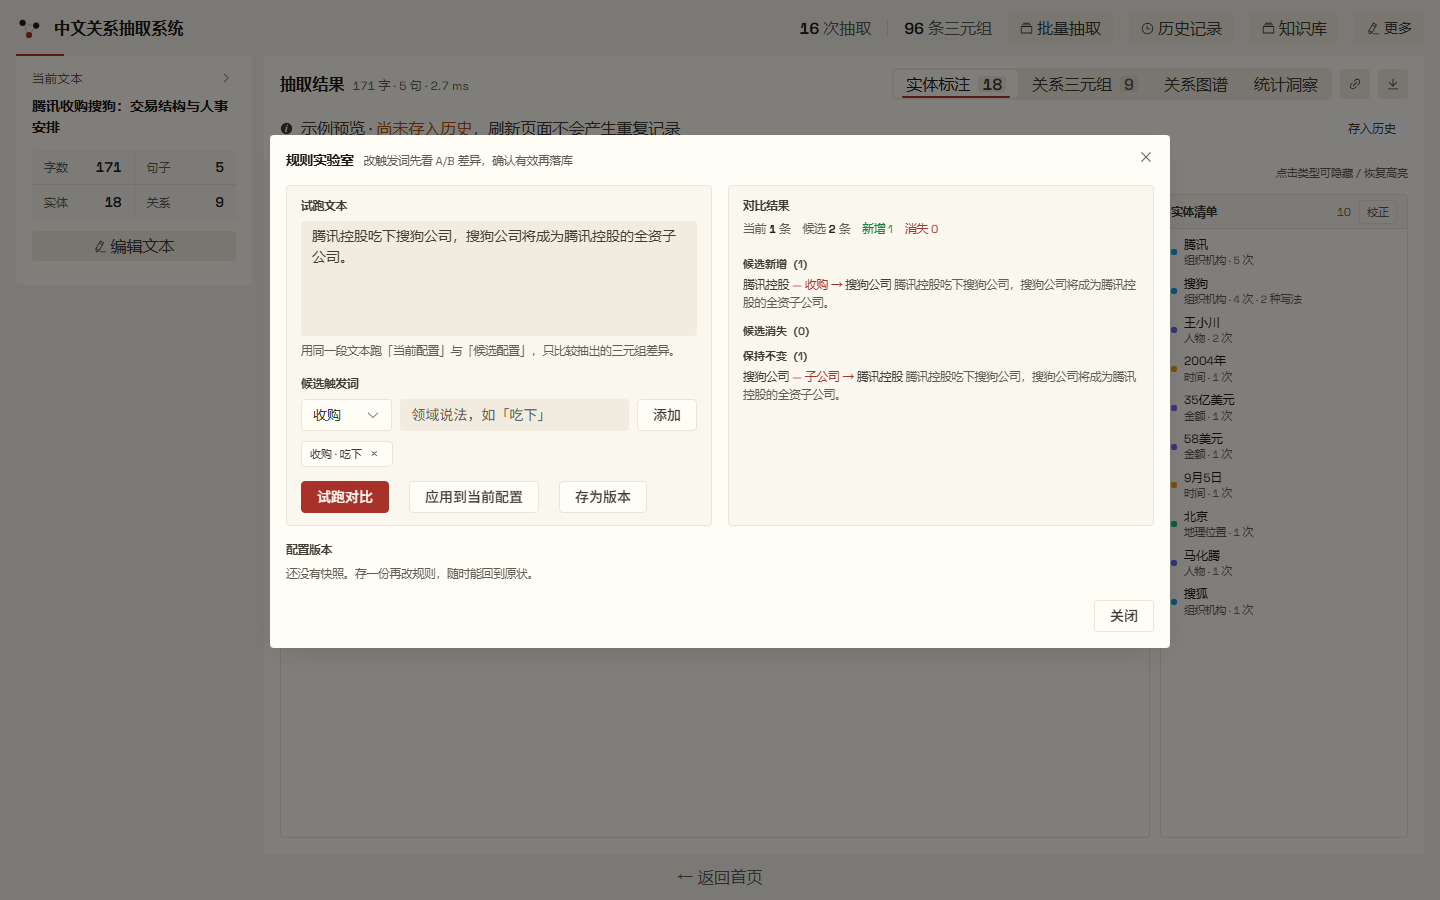 中文关系抽取系统
16 次抽取
96 条三元组
批量抽取
历史记录
知识库
更多
当前文本
腾讯收购搜狗：交易结构与人事
安排
字数 171
句子 5
实体 18
关系 9
编辑文本
抽取结果 171 字 · 5 句 · 2.7 ms
实体标注 18
关系三元组 9
关系图谱
统计洞察
示例预览 · 尚未存入历史，刷新页面不会产生重复记录
存入历史
点击类型可隐藏 / 恢复高亮
规则实验室 改触发词先看 A/B 差异，确认有效再落库
试跑文本
腾讯控股吃下搜狗公司，搜狗公司将成为腾讯控股的全资子
公司。
用同一段文本跑「当前配置」与「候选配置」，只比较抽出的三元组差异。
候选触发词
收购
领域说法，如「吃下」
添加
收购 · 吃下 ×
试跑对比
应用到当前配置
存为版本
对比结果
当前 1 条 候选 2 条 新增 1 消失 0
候选新增 (1)
腾讯控股 — 收购 → 搜狗公司 腾讯控股吃下搜狗公司，搜狗公司将成为腾讯控
股的全资子公司。
候选消失 (0)
保持不变 (1)
搜狗公司 — 子公司 → 腾讯控股 腾讯控股吃下搜狗公司，搜狗公司将成为腾讯
控股的全资子公司。
配置版本
还没有快照。存一份再改规则，随时能回到原状。
关闭
实体清单 10 校正
腾讯
组织机构 · 5 次
搜狗
组织机构 · 4 次 · 2 种写法
王小川
人物 · 2 次
2004年
时间 · 1 次
35亿美元
金额 · 1 次
58美元
金额 · 1 次
9月5日
时间 · 1 次
北京
地理位置 · 1 次
马化腾
人物 · 1 次
搜狐
组织机构 · 1 次
← 返回首页